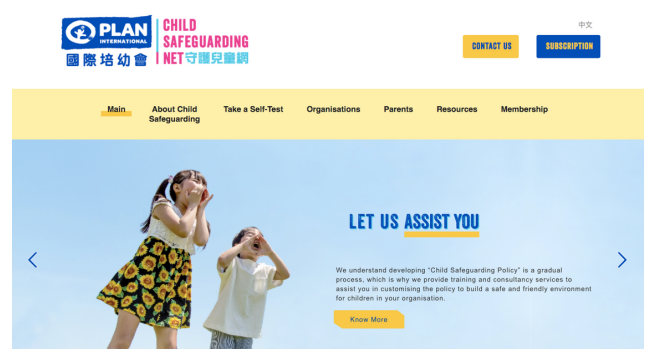 PLAN
INTERNATIONAL
國際培幼會
CHILD
SAFEGUARDING
NET守護兒童網
中文
CONTACT US
SUBSCRIPTION
Main
About Child
Safeguarding
Take a Self-Test
Organisations
Parents
Resources
Membership
LET US ASSIST YOU
We understand developing “Child Safeguarding Policy” is a gradual
process, which is why we provide training and consultancy services to
assist you in customising the policy to build a safe and friendly environment
for children in your organisation.
Know More